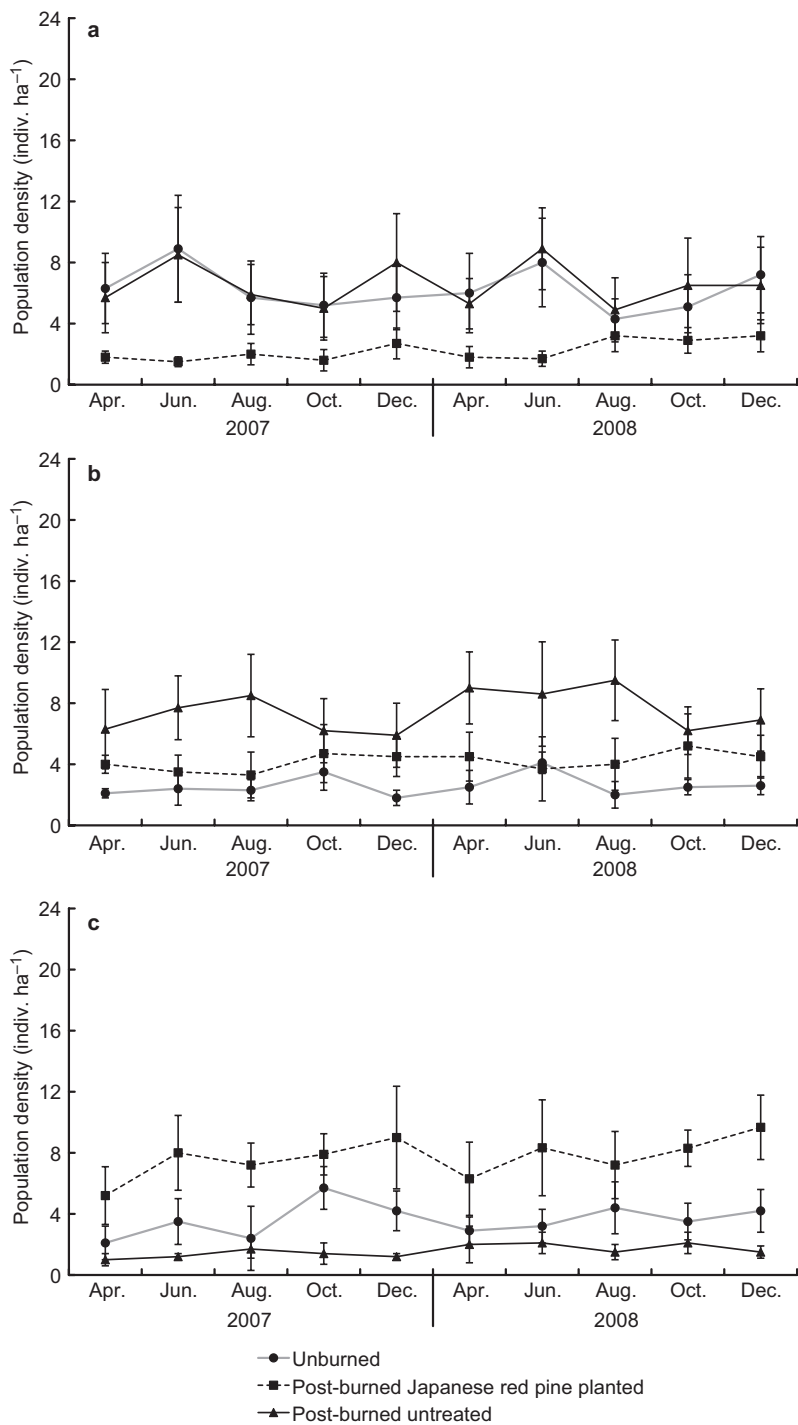 a
Population density (indiv. ha⁻¹)
24
20
16
12
8
4
0
Apr. Jun. Aug. Oct. Dec. Apr. Jun. Aug. Oct. Dec.
2007 2008
b
Population density (indiv. ha⁻¹)
24
20
16
12
8
4
0
Apr. Jun. Aug. Oct. Dec. Apr. Jun. Aug. Oct. Dec.
2007 2008
c
Population density (indiv. ha⁻¹)
24
20
16
12
8
4
0
Apr. Jun. Aug. Oct. Dec. Apr. Jun. Aug. Oct. Dec.
2007 2008
Unburned
Post-burned Japanese red pine planted
Post-burned untreated